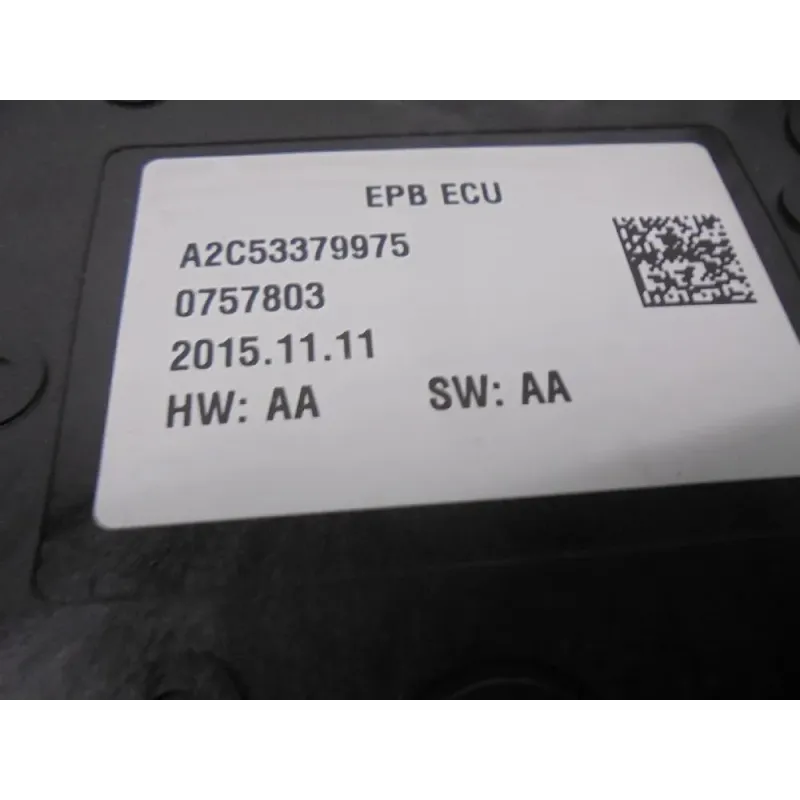 EPB ECU
A2C53379975
0757803
2015.11.11
HW: AA SW: AA